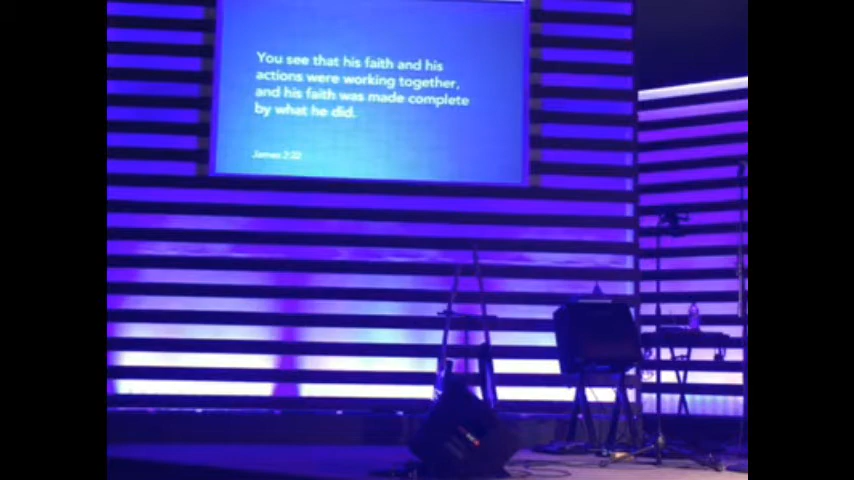 You see that his faith and his
actions were working together,
and his faith was made complete
by what he did.
James 2:22